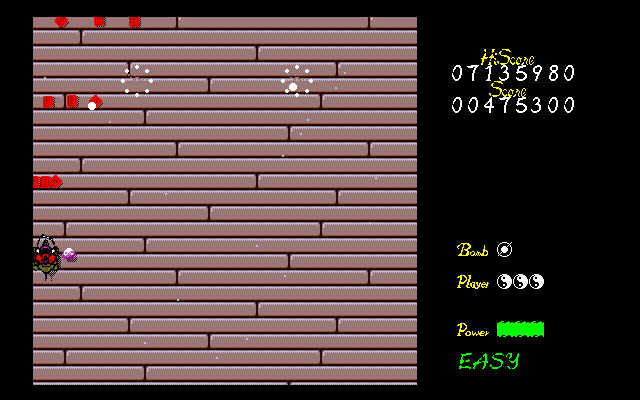 HiScore
07135980
Score
00475300
Bomb
Player
Power
EASY